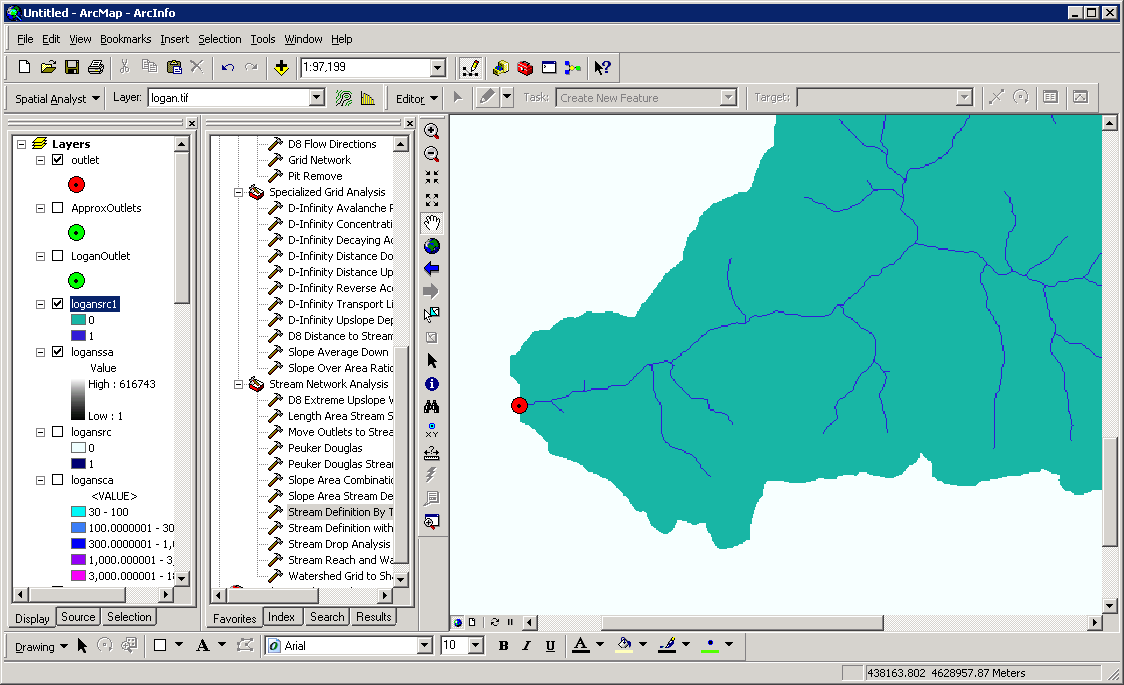 Untitled - ArcMap - ArcInfo
File Edit View Bookmarks Insert Selection Tools Window Help
1:97,199
Spatial Analyst Layer: logan.tif Editor Task: Create New Feature Target:
Layers
outlet
ApproxOutlets
LoganOutlet
logansrc1
0
1
loganssa
Value
High : 616743
Low : 1
logansrc
0
1
logansca
<VALUE>
30 - 100
100.0000001 - 30
300.0000001 - 1,
1,000.000001 - 3,
3,000.000001 - 18
Display Source Selection
D8 Flow Directions
Grid Network
Pit Remove
Specialized Grid Analysis
D-Infinity Avalanche
D-Infinity Concentrati
D-Infinity Decaying Ac
D-Infinity Distance Do
D-Infinity Distance Up
D-Infinity Reverse Acc
D-Infinity Transport Li
D-Infinity Upslope Dep
D8 Distance to Stream
Slope Average Down
Slope Over Area Ratio
Stream Network Analysis
D8 Extreme Upslope V
Length Area Stream S
Move Outlets to Strea
Peuker Douglas
Peuker Douglas Strean
Slope Area Combinatio
Slope Area Stream De
Stream Definition By T
Stream Definition with
Stream Drop Analysis
Stream Reach and Wa
Watershed Grid to Sha
Favorites Index Search Results
Drawing A Arial 10 B I U A
438163.802 4628957.87 Meters